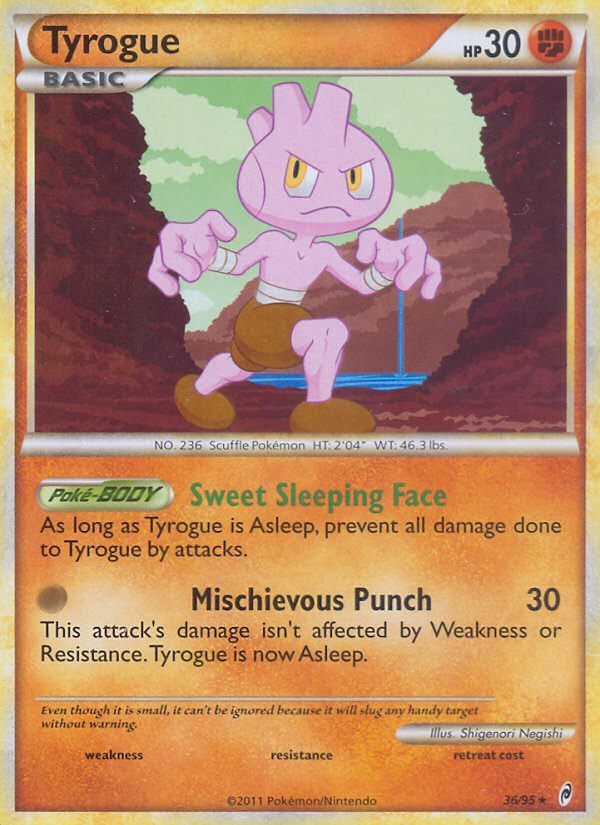 Tyrogue
HP 30
BASIC
NO. 236 Scuffle Pokémon HT: 2'04" WT: 46.3 lbs.
Poké-BODY Sweet Sleeping Face
As long as Tyrogue is Asleep, prevent all damage done
to Tyrogue by attacks.
Mischievous Punch 30
This attack's damage isn't affected by Weakness or
Resistance. Tyrogue is now Asleep.
Even though it is small, it can't be ignored because it will slug any handy target
without warning.
Illus. Shigenori Negishi
weakness resistance retreat cost
©2011 Pokémon/Nintendo 36/95 ★